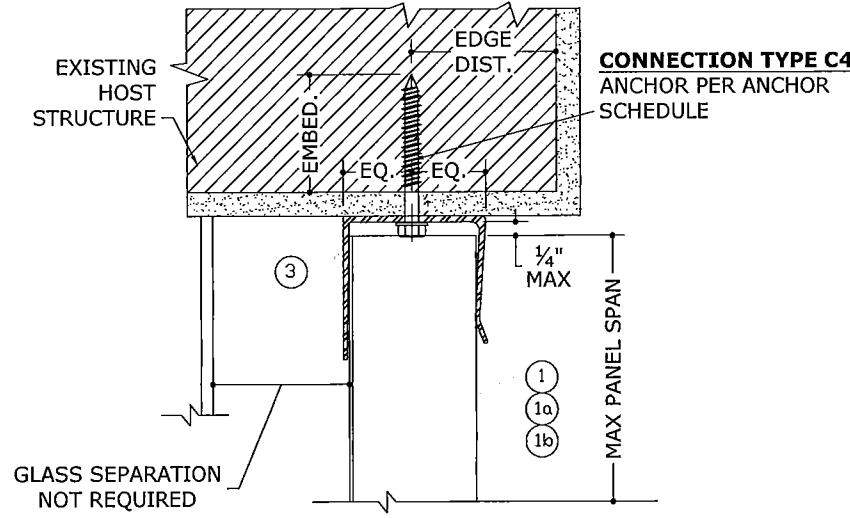 EXISTING
HOST
STRUCTURE
EDGE
DIST.
CONNECTION TYPE C4
ANCHOR PER ANCHOR
SCHEDULE
EMBED.
EQ.
EQ.
3
1/4"
MAX
MAX PANEL SPAN
1
1a
1b
GLASS SEPARATION
NOT REQUIRED